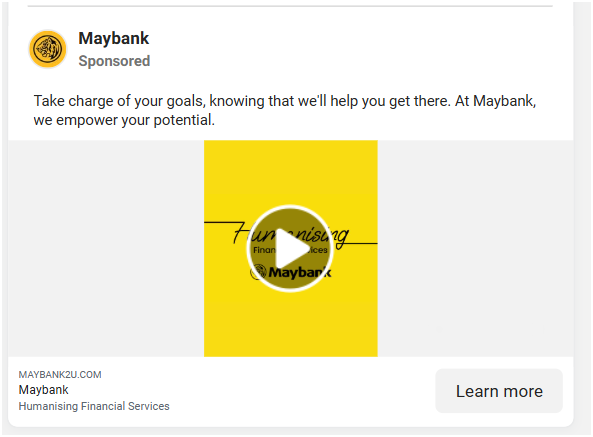 Maybank
Sponsored
Take charge of your goals, knowing that we'll help you get there. At Maybank,
we empower your potential.
Humanising
Financial Services
Maybank
MAYBANK2U.COM
Maybank
Humanising Financial Services
Learn more